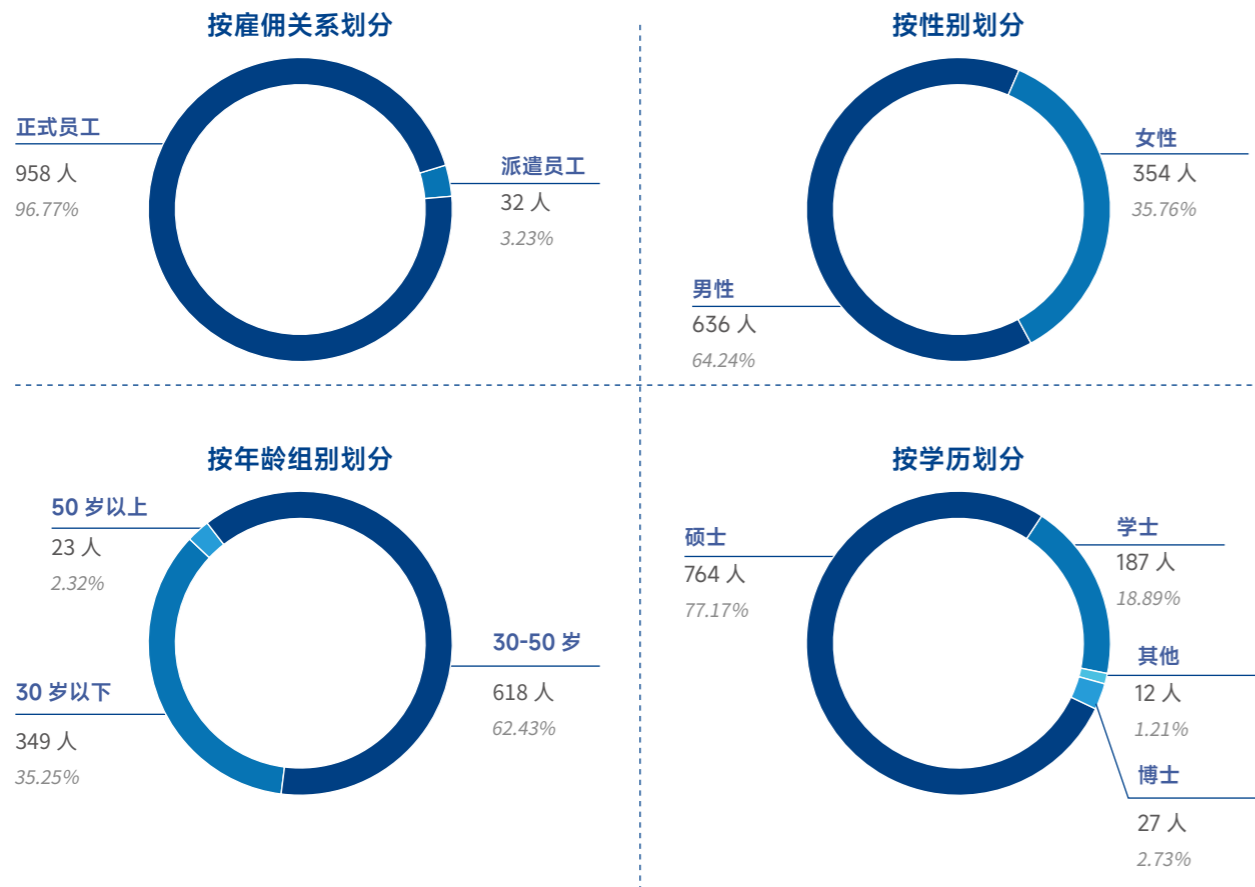 按雇佣关系划分
正式员工
958 人
96.77%
派遣员工
32 人
3.23%
按性别划分
女性
354 人
35.76%
男性
636 人
64.24%
按年龄组别划分
50 岁以上
23 人
2.32%
30-50 岁
618 人
62.43%
30 岁以下
349 人
35.25%
按学历划分
硕士
764 人
77.17%
学士
187 人
18.89%
其他
12 人
1.21%
博士
27 人
2.73%